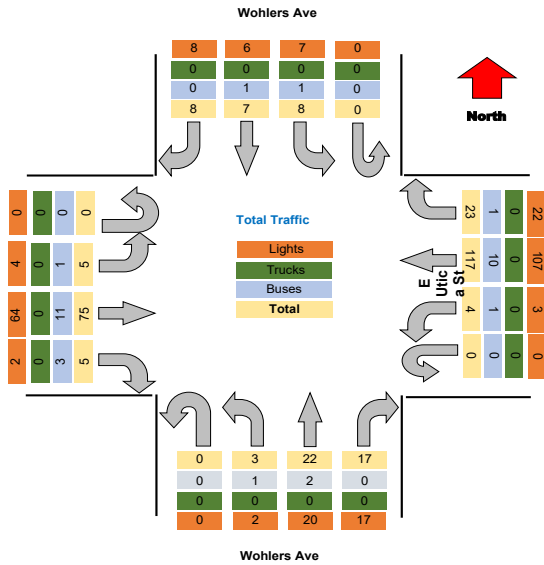 Wohlers Ave
8 6 7 0
0 0 0 0
0 1 1 0
8 7 8 0
North
0 0 0 0
4 0 1 5
64 0 11 75
2 0 3 5
Total Traffic
Lights
Trucks
Buses
Total
E
Utic
a St
23 1 0 22
117 10 0 107
4 1 0 3
0 0 0 0
0 3 22 17
0 1 2 0
0 0 0 0
0 2 20 17
Wohlers Ave